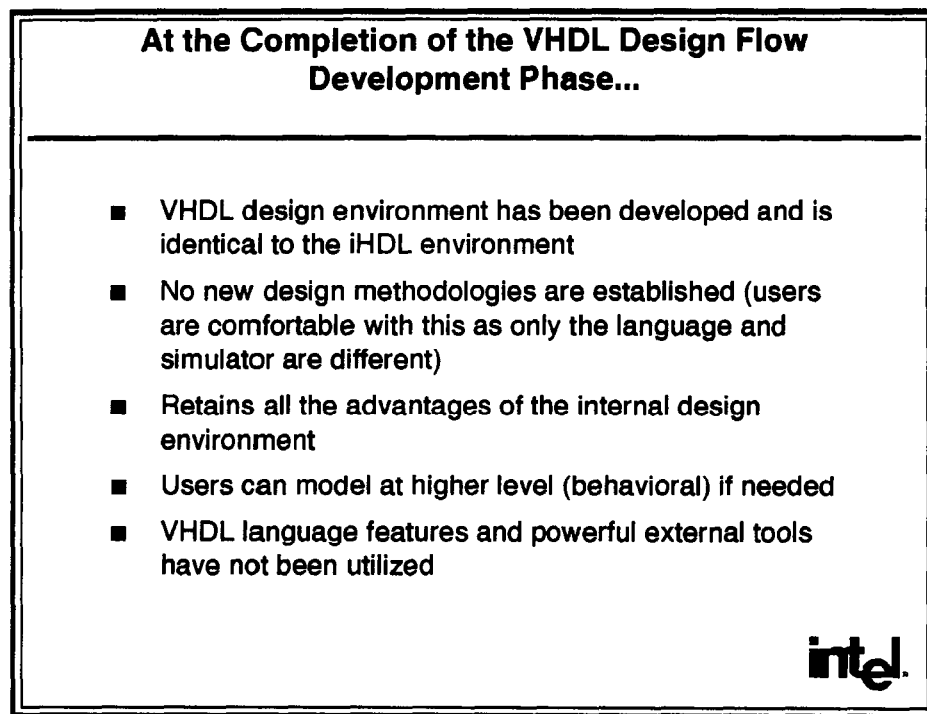 At the Completion of the VHDL Design Flow
Development Phase...
■ VHDL design environment has been developed and is
identical to the iHDL environment
■ No new design methodologies are established (users
are comfortable with this as only the language and
simulator are different)
■ Retains all the advantages of the internal design
environment
■ Users can model at higher level (behavioral) if needed
■ VHDL language features and powerful external tools
have not been utilized
intel.